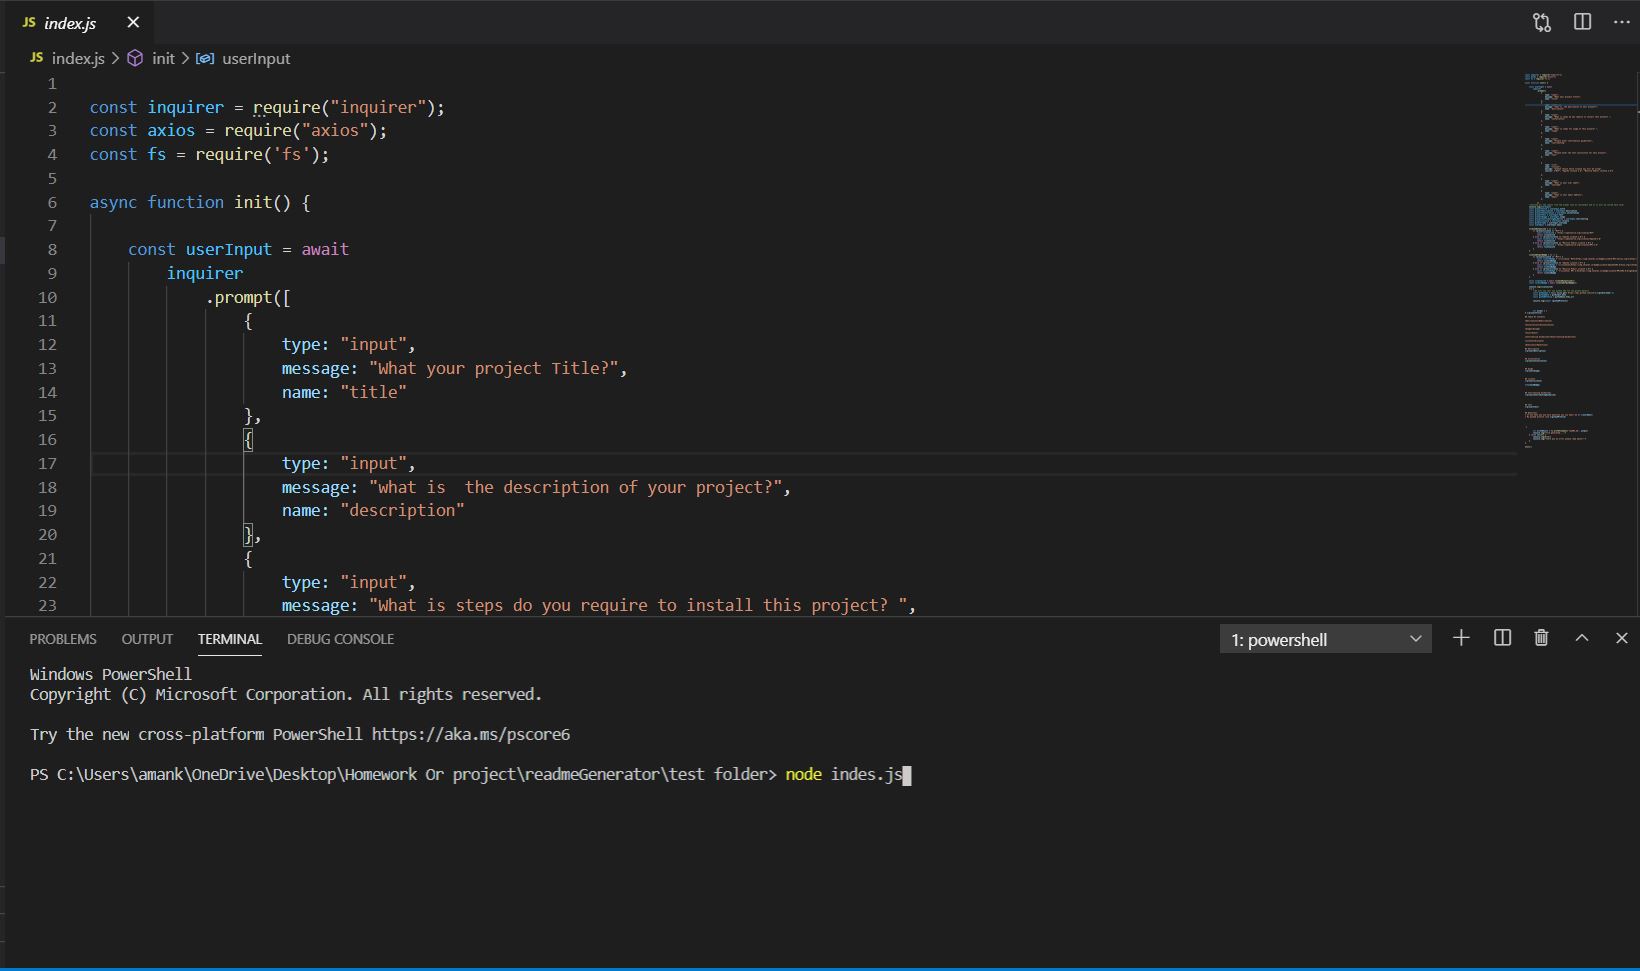 JS index.js
JS index.js > init > userInput
1
2 const inquirer = require("inquirer");
3 const axios = require("axios");
4 const fs = require('fs');
5
6 async function init() {
7
8 const userInput = await
9 inquirer
10 .prompt([
11 {
12 type: "input",
13 message: "What your project Title?",
14 name: "title"
15 },
16 {
17 type: "input",
18 message: "what is  the description of your project?",
19 name: "description"
20 },
21 {
22 type: "input",
23 message: "What is steps do you require to install this project? ",
PROBLEMS OUTPUT TERMINAL DEBUG CONSOLE 1: powershell
Windows PowerShell
Copyright (C) Microsoft Corporation. All rights reserved.
Try the new cross-platform PowerShell https://aka.ms/pscore6
PS C:\Users\amank\OneDrive\Desktop\Homework Or project\readmeGenerator\test folder> node indes.js